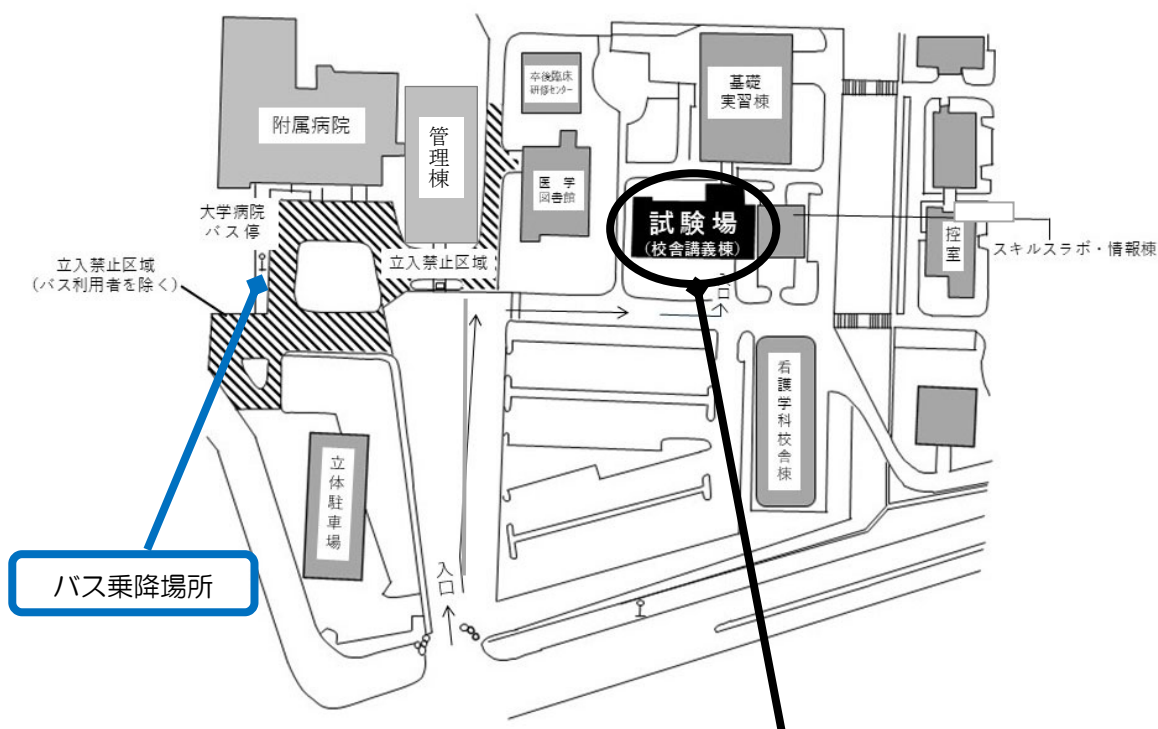 卒後臨床
研修センター
基礎
実習棟
附属病院
管理棟
医学
図書館
大学病院
バス停
試験場
(校舎講義棟)
控室
スキルスラボ・情報棟
立入禁止区域
(バス利用者を除く)
立入禁止区域
入口
看護学科校舎棟
立体駐車場
バス乗降場所
入口